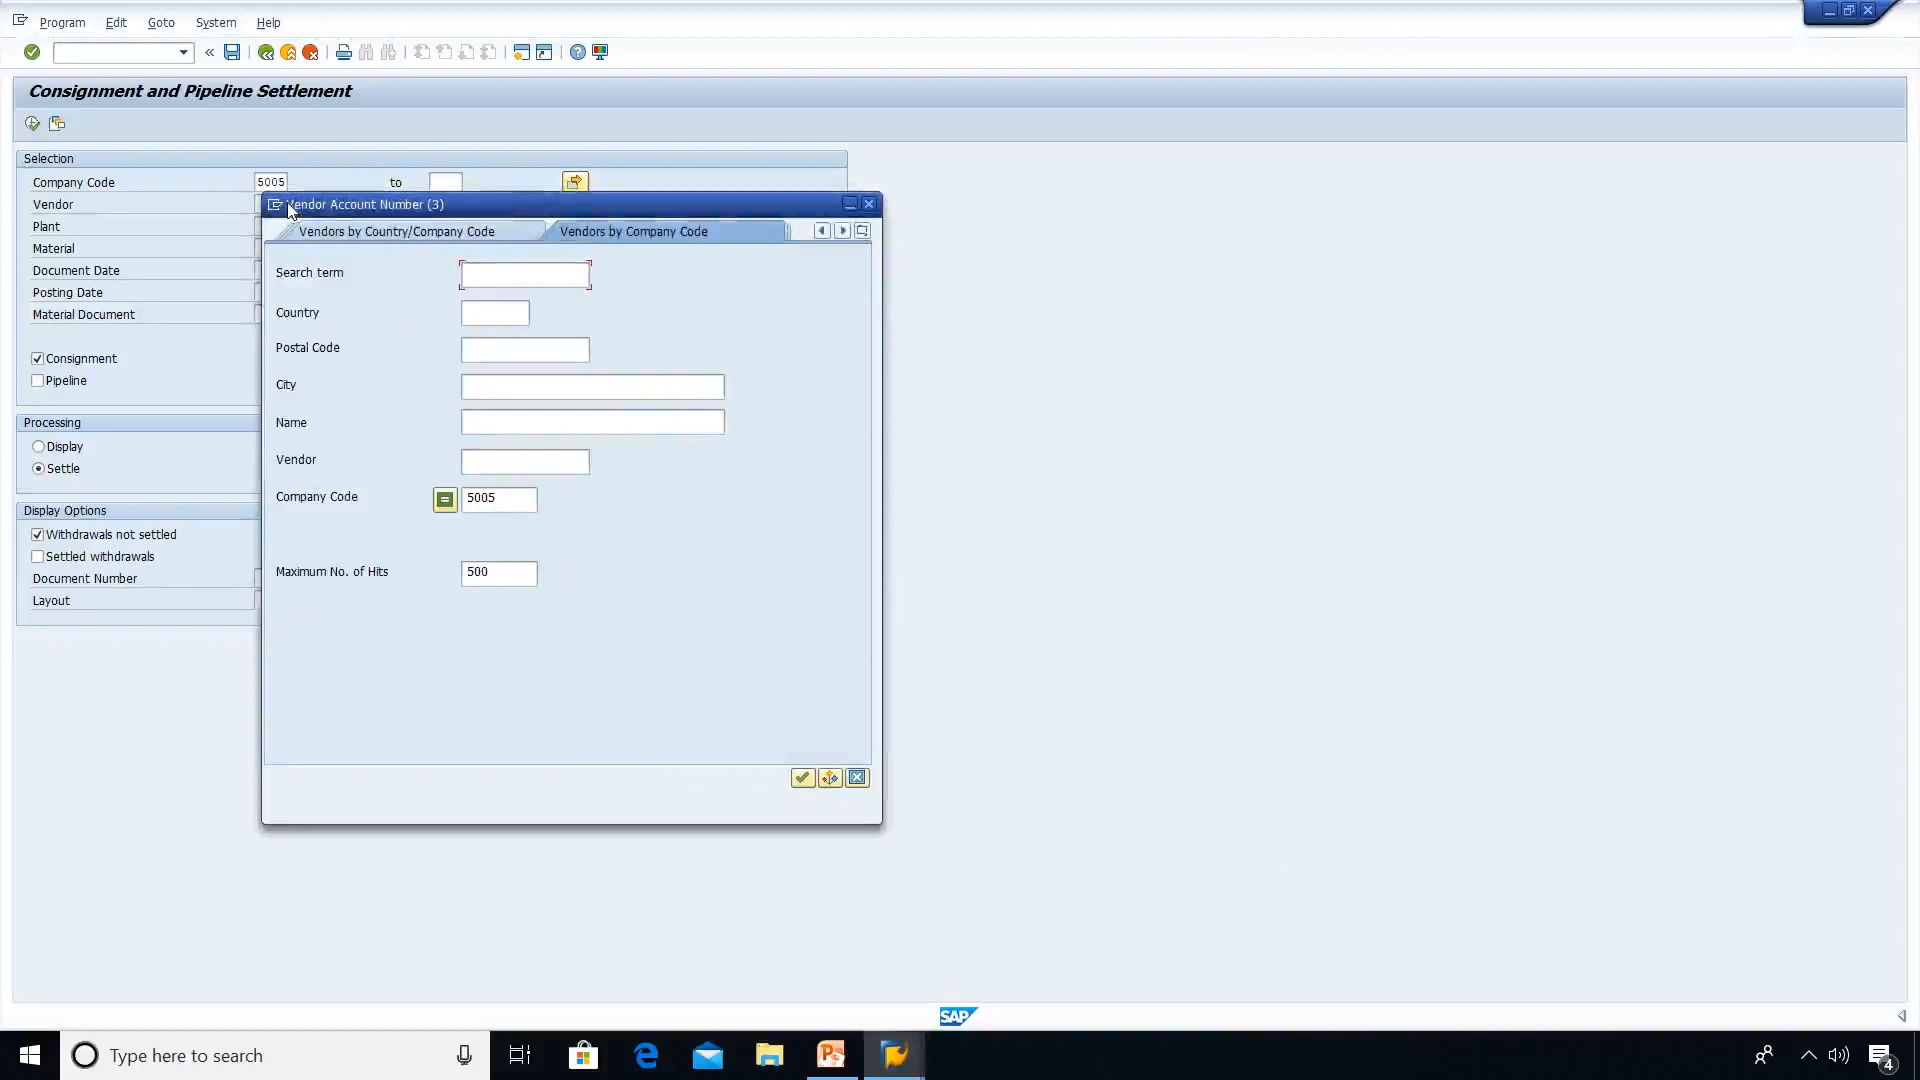 Program Edit Goto System Help
Consignment and Pipeline Settlement
Selection
Company Code 5005 to
Vendor
Plant
Material
Document Date
Posting Date
Material Document
Consignment
Pipeline
Processing
Display
Settle
Display Options
Withdrawals not settled
Settled withdrawals
Document Number
Layout
Vendor Account Number (3)
Vendors by Country/Company Code Vendors by Company Code
Search term
Country
Postal Code
City
Name
Vendor
Company Code = 5005
Maximum No. of Hits 500
SAP
Type here to search
4